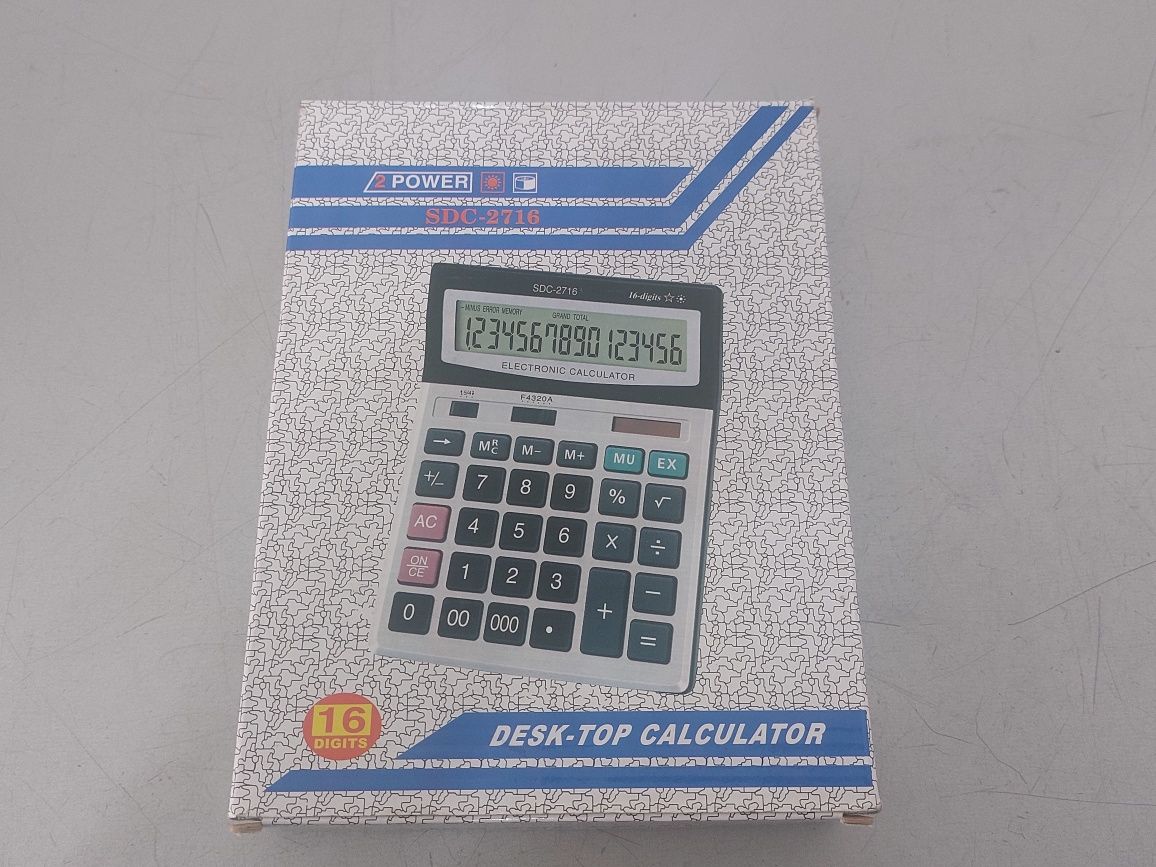 2 POWER
SDC-2716
SDC-2716
16-digits
-MINUS ERROR MEMORY GRAND TOTAL
1234567890123456
ELECTRONIC CALCULATOR
F4320A
→ MRC M- M+ MU EX
+/- 7 8 9 % √
AC 4 5 6 X ÷
ON/CE 1 2 3 + −
0 00 000 . =
16
DIGITS
DESK-TOP CALCULATOR